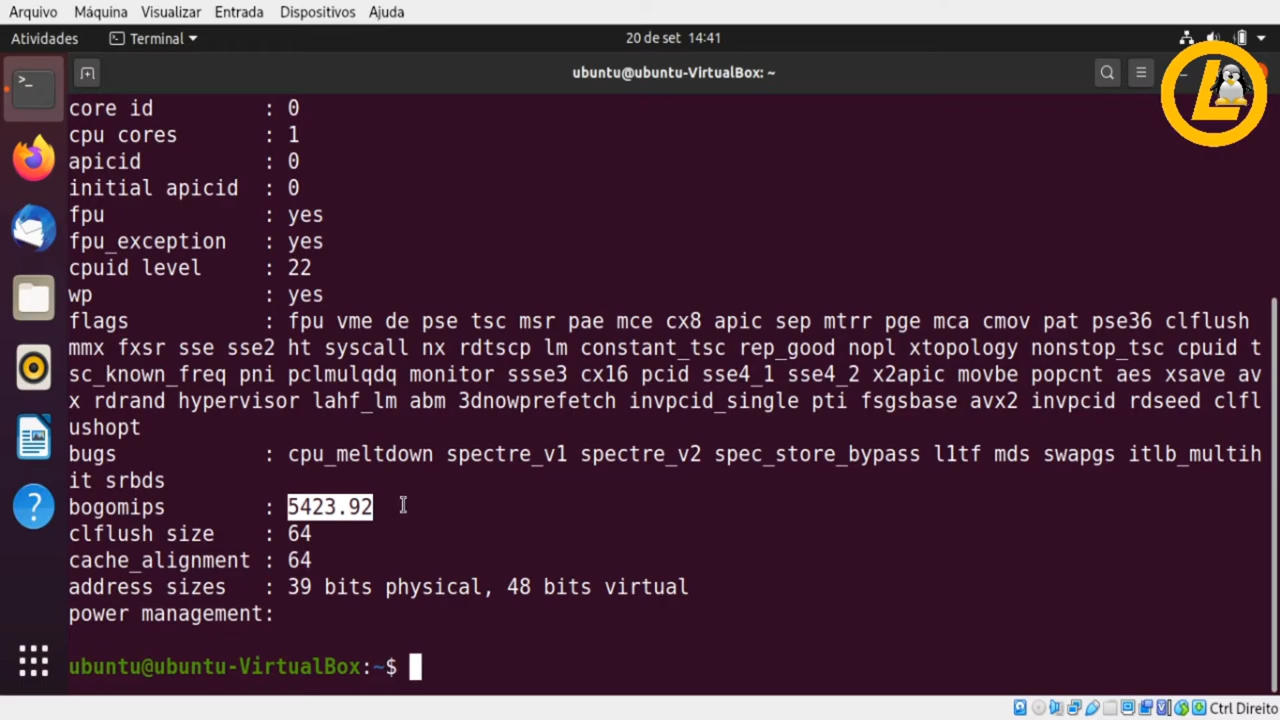 Arquivo Máquina Visualizar Entrada Dispositivos Ajuda
Atividades Terminal 20 de set 14:41
ubuntu@ubuntu-VirtualBox: ~
core id : 0
cpu cores : 1
apicid : 0
initial apicid : 0
fpu : yes
fpu_exception : yes
cpuid level : 22
wp : yes
flags : fpu vme de pse tsc msr pae mce cx8 apic sep mtrr pge mca cmov pat pse36 clflush
mmx fxsr sse sse2 ht syscall nx rdtscp lm constant_tsc rep_good nopl xtopology nonstop_tsc cpuid t
sc_known_freq pni pclmulqdq monitor ssse3 cx16 pcid sse4_1 sse4_2 x2apic movbe popcnt aes xsave av
x rdrand hypervisor lahf_lm abm 3dnowprefetch invpcid_single pti fsgsbase avx2 invpcid rdseed clfl
ushopt
bugs : cpu_meltdown spectre_v1 spectre_v2 spec_store_bypass l1tf mds swapgs itlb_multih
it srbds
bogomips : 5423.92
clflush size : 64
cache_alignment : 64
address sizes : 39 bits physical, 48 bits virtual
power management:
ubuntu@ubuntu-VirtualBox:~$
Ctrl Direito
L